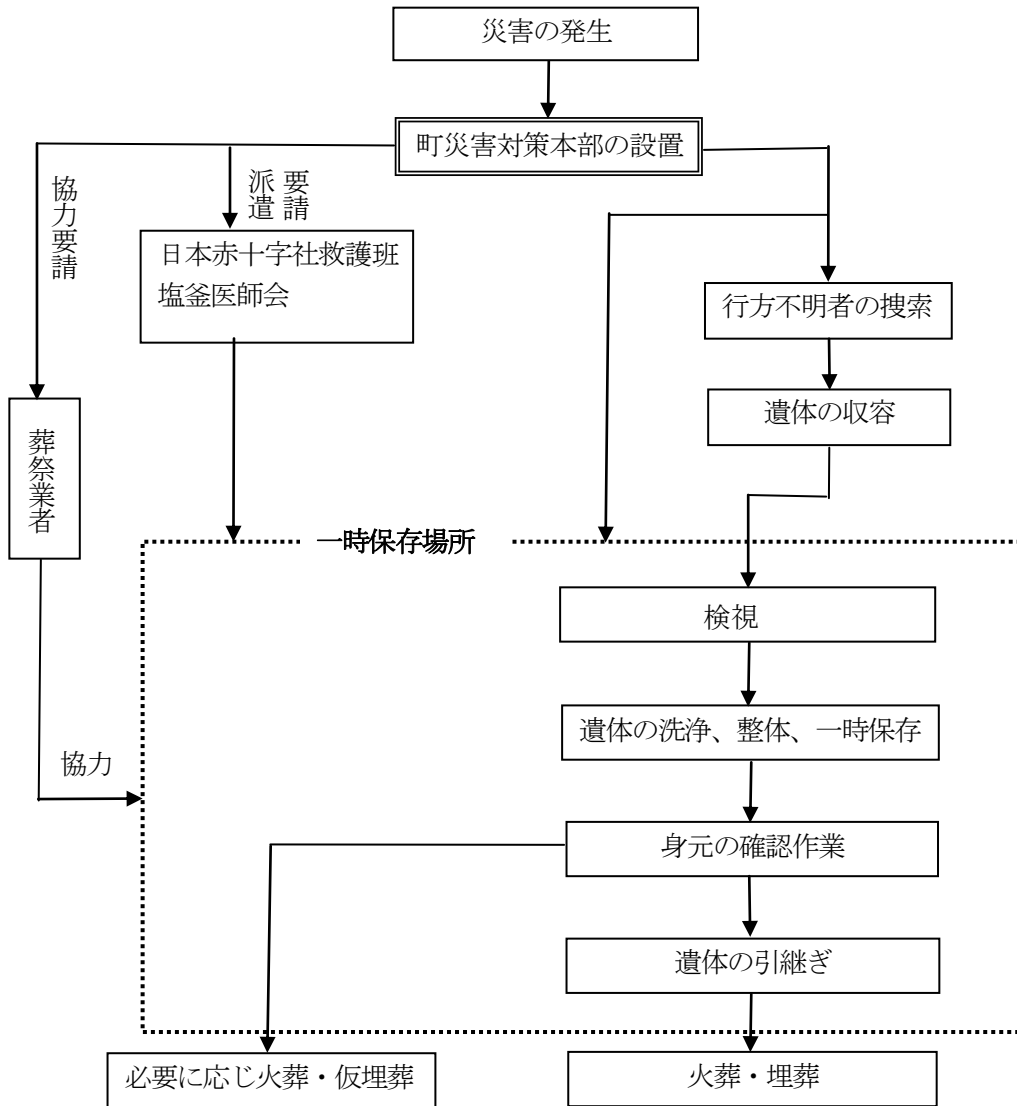 災害の発生
町災害対策本部の設置
協力要請
派遣
要請
日本赤十字社救護班
塩釜医師会
行方不明者の捜索
遺体の収容
葬祭業者
一時保存場所
検視
遺体の洗浄、整体、一時保存
協力
身元の確認作業
遺体の引継ぎ
必要に応じ火葬・仮埋葬
火葬・埋葬